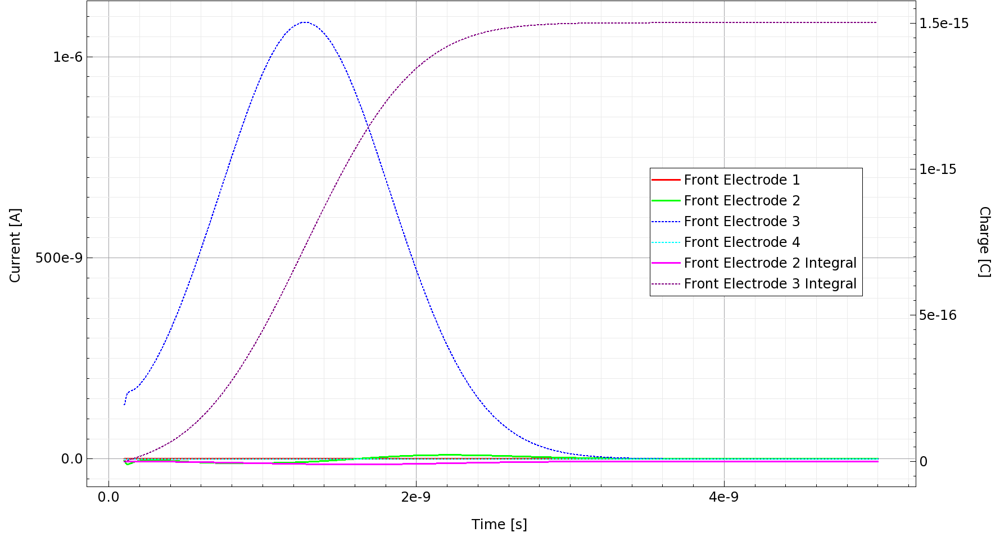 1.5e-15
1e-6
1e-15
Front Electrode 1
Front Electrode 2
Front Electrode 3
Front Electrode 4
Front Electrode 2 Integral
Front Electrode 3 Integral
Current [A]
Charge [C]
500e-9
5e-16
0.0
0
0.0
2e-9
4e-9
Time [s]